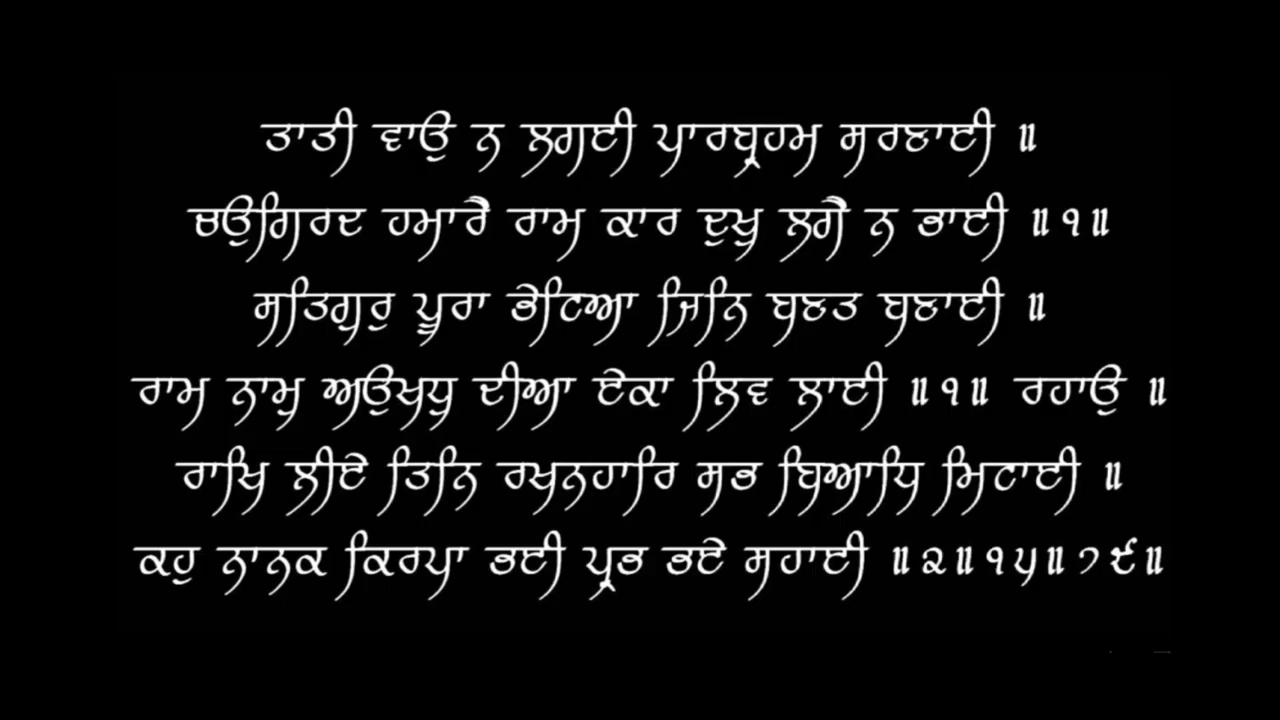 ਤਾਤੀ ਵਾਉ ਨ ਲਗਈ ਪਾਰਬ੍ਰਹਮ ਸਰਣਾਈ ॥
ਚਉਗਿਰਦ ਹਮਾਰੈ ਰਾਮ ਕਾਰ ਦੁਖੁ ਲਗੈ ਨ ਭਾਈ ॥੧॥
ਸਤਿਗੁਰੁ ਪੂਰਾ ਭੇਟਿਆ ਜਿਨਿ ਬਣਤ ਬਣਾਈ ॥
ਰਾਮ ਨਾਮੁ ਅਉਖਧੁ ਦੀਆ ਏਕਾ ਲਿਵ ਲਾਈ ॥੧॥ ਰਹਾਉ ॥
ਰਾਖਿ ਲੀਏ ਤਿਨਿ ਰਖਨਹਾਰਿ ਸਭ ਬਿਆਧਿ ਮਿਟਾਈ ॥
ਕਹੁ ਨਾਨਕ ਕਿਰਪਾ ਭਈ ਪ੍ਰਭ ਭਏ ਸਹਾਈ ॥੨॥੧੫॥੭੯॥